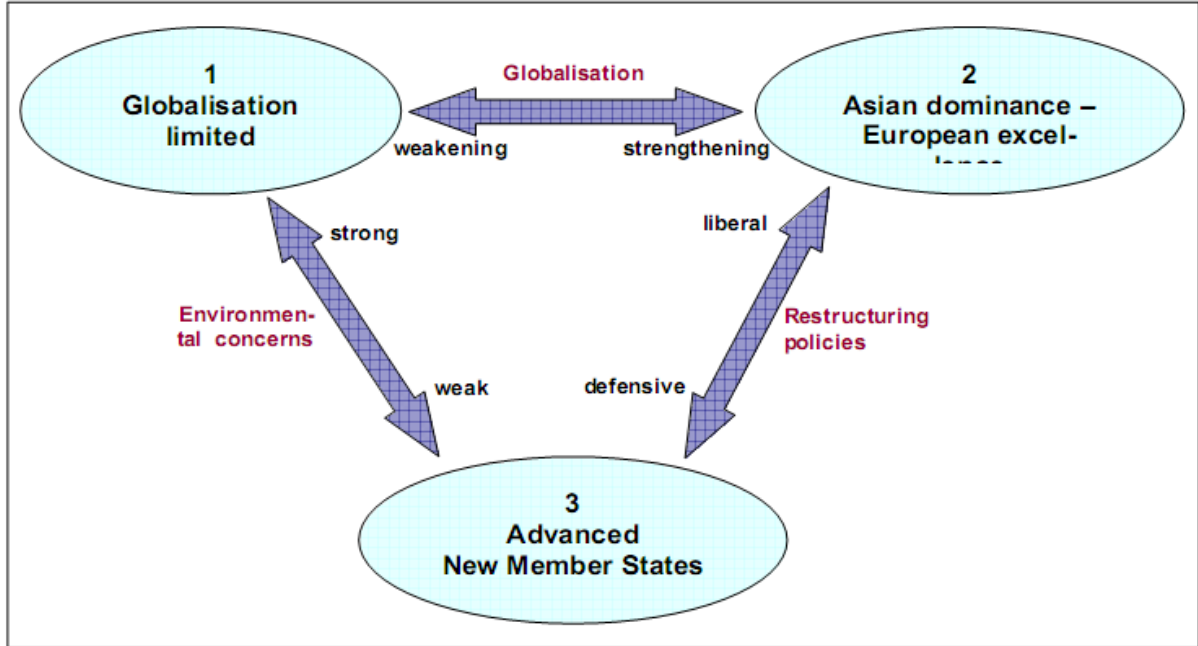 1
Globalisation
limited
Globalisation
weakening
strengthening
2
Asian dominance –
European excel-
strong
Environmen-
tal concerns
weak
liberal
Restructuring
policies
defensive
3
Advanced
New Member States